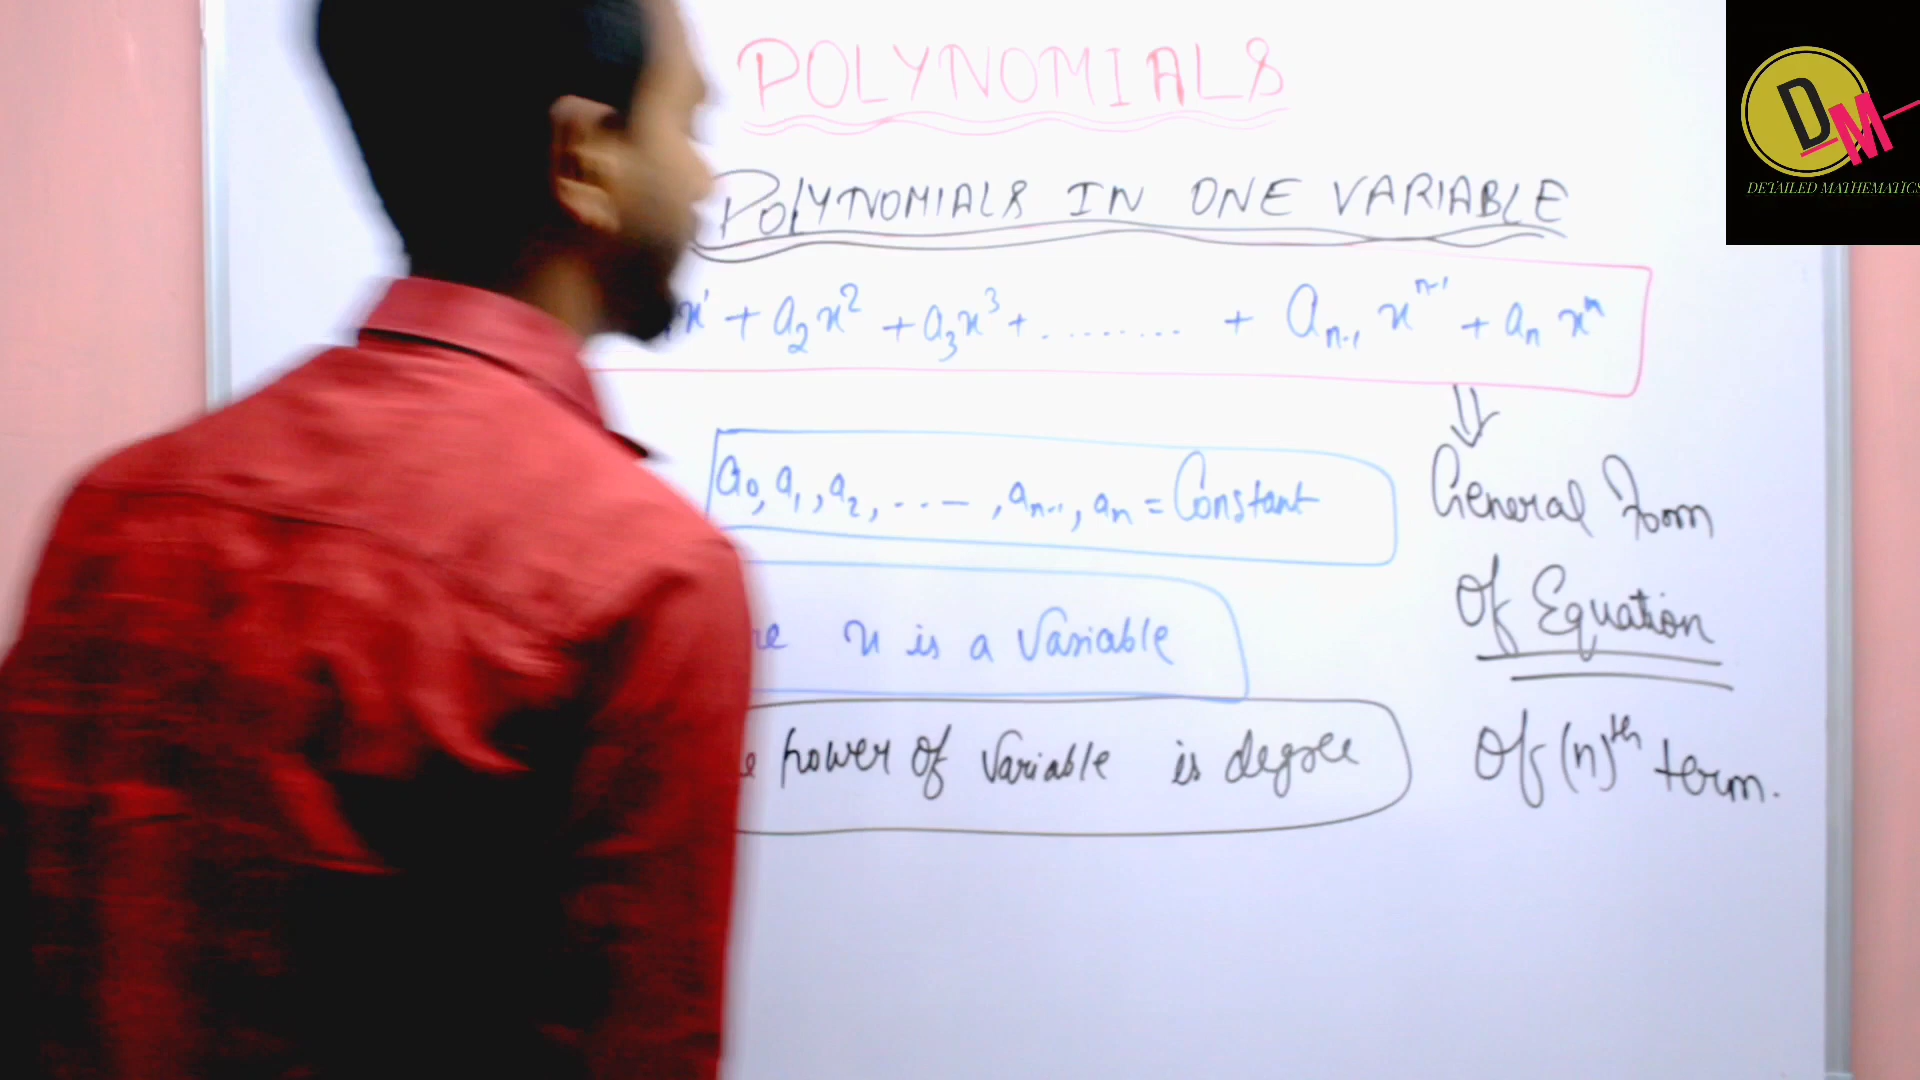 POLYNOMIALS
POLYNOMIALS IN ONE VARIABLE
x¹ + a₂x² + a₃x³ + ......... + aₙ₋₁ xⁿ⁻¹ + aₙ xⁿ
a₀, a₁, a₂, ..-, aₙ₋₁, aₙ = Constant
x is a Variable
power of Variable is degree
General Form
Of Equation
Of (n)ᵗʰ term.
DM
DETAILED MATHEMATICS